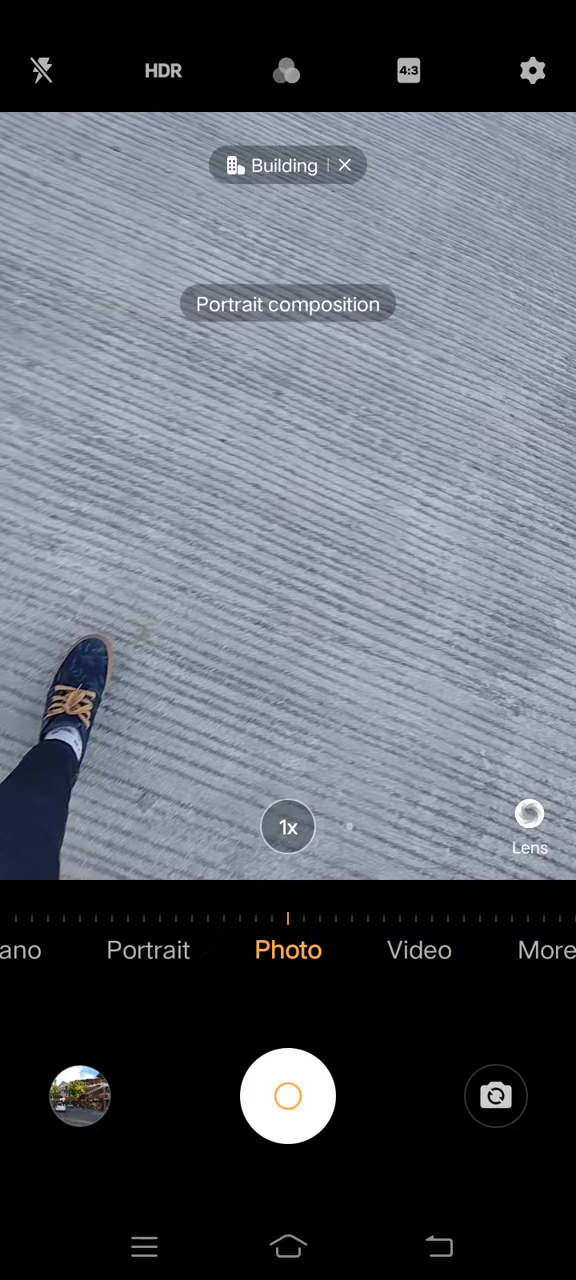 HDR
4:3
Building
Portrait composition
1x
Lens
ano
Portrait
Photo
Video
More